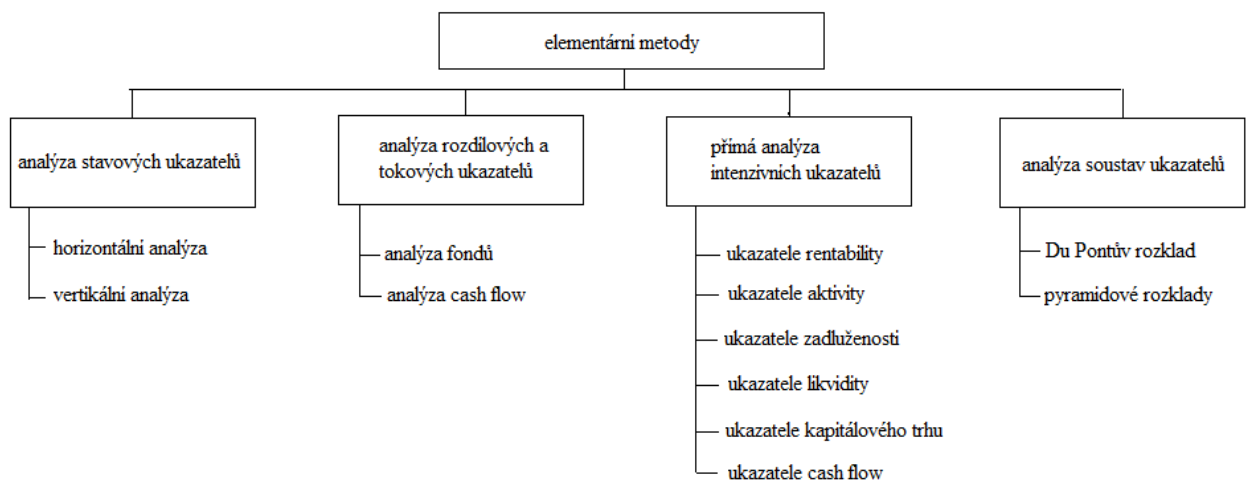 elementární metody
analýza stavových ukazatelů
horizontální analýza
vertikální analýza
analýza rozdílových a
tokových ukazatelů
analýza fondů
analýza cash flow
přímá analýza
intenzívních ukazatelů
ukazatele rentability
ukazatele aktivity
ukazatele zadluženosti
ukazatele likvidity
ukazatele kapitálového trhu
ukazatele cash flow
analýza soustav ukazatelů
Du Pontův rozklad
pyramidové rozklady